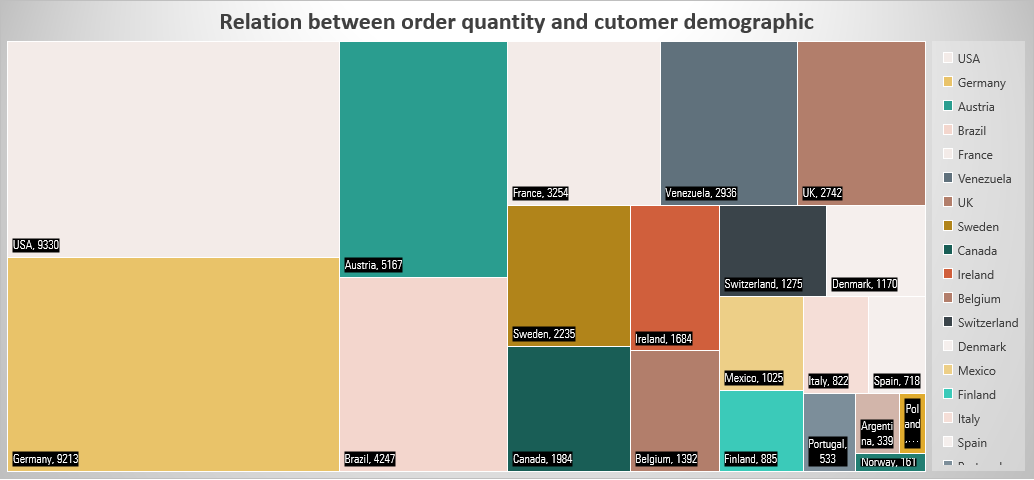 Relation between order quantity and cutomer demographic
USA, 9330
Germany, 9213
Austria, 5167
Brazil, 4247
France, 3254
Venezuela, 2936
UK, 2742
Sweden, 2235
Canada, 1984
Ireland, 1684
Belgium, 1392
Switzerland, 1275
Denmark, 1170
Mexico, 1025
Finland, 885
Italy, 822
Spain, 718
Portugal,
533
Argenti
na, 339
Pol
and
....
Norway, 161
USA
Germany
Austria
Brazil
France
Venezuela
UK
Sweden
Canada
Ireland
Belgium
Switzerland
Denmark
Mexico
Finland
Italy
Spain